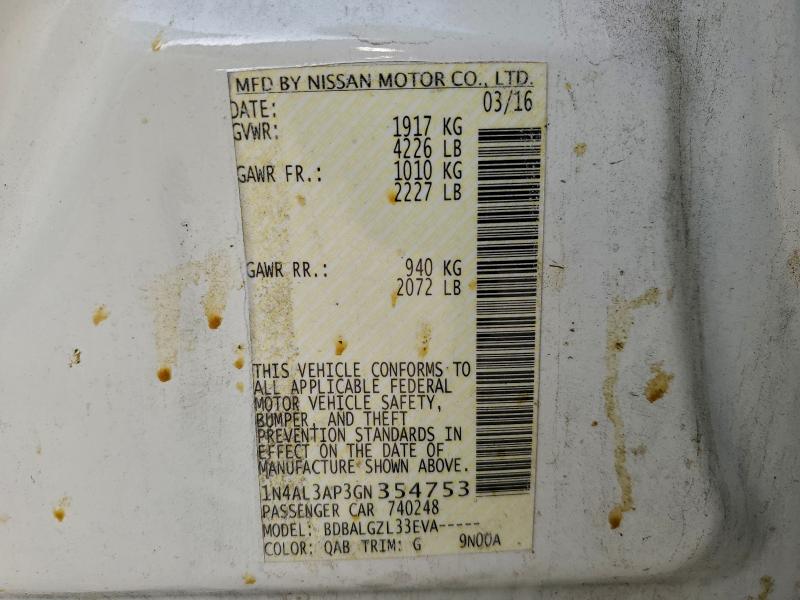 MFD BY NISSAN MOTOR CO., LTD.
DATE: 03/16
GVWR: 1917 KG
4226 LB
GAWR FR.: 1010 KG
2227 LB
GAWR RR.: 940 KG
2072 LB
THIS VEHICLE CONFORMS TO
ALL APPLICABLE FEDERAL
MOTOR VEHICLE SAFETY,
BUMPER, AND THEFT
PREVENTION STANDARDS IN
EFFECT ON THE DATE OF
MANUFACTURE SHOWN ABOVE.
1N4AL3AP3GN354753
PASSENGER CAR 740248
MODEL: BDBALGZL33EVA-----
COLOR: QAB TRIM: G 9N00A